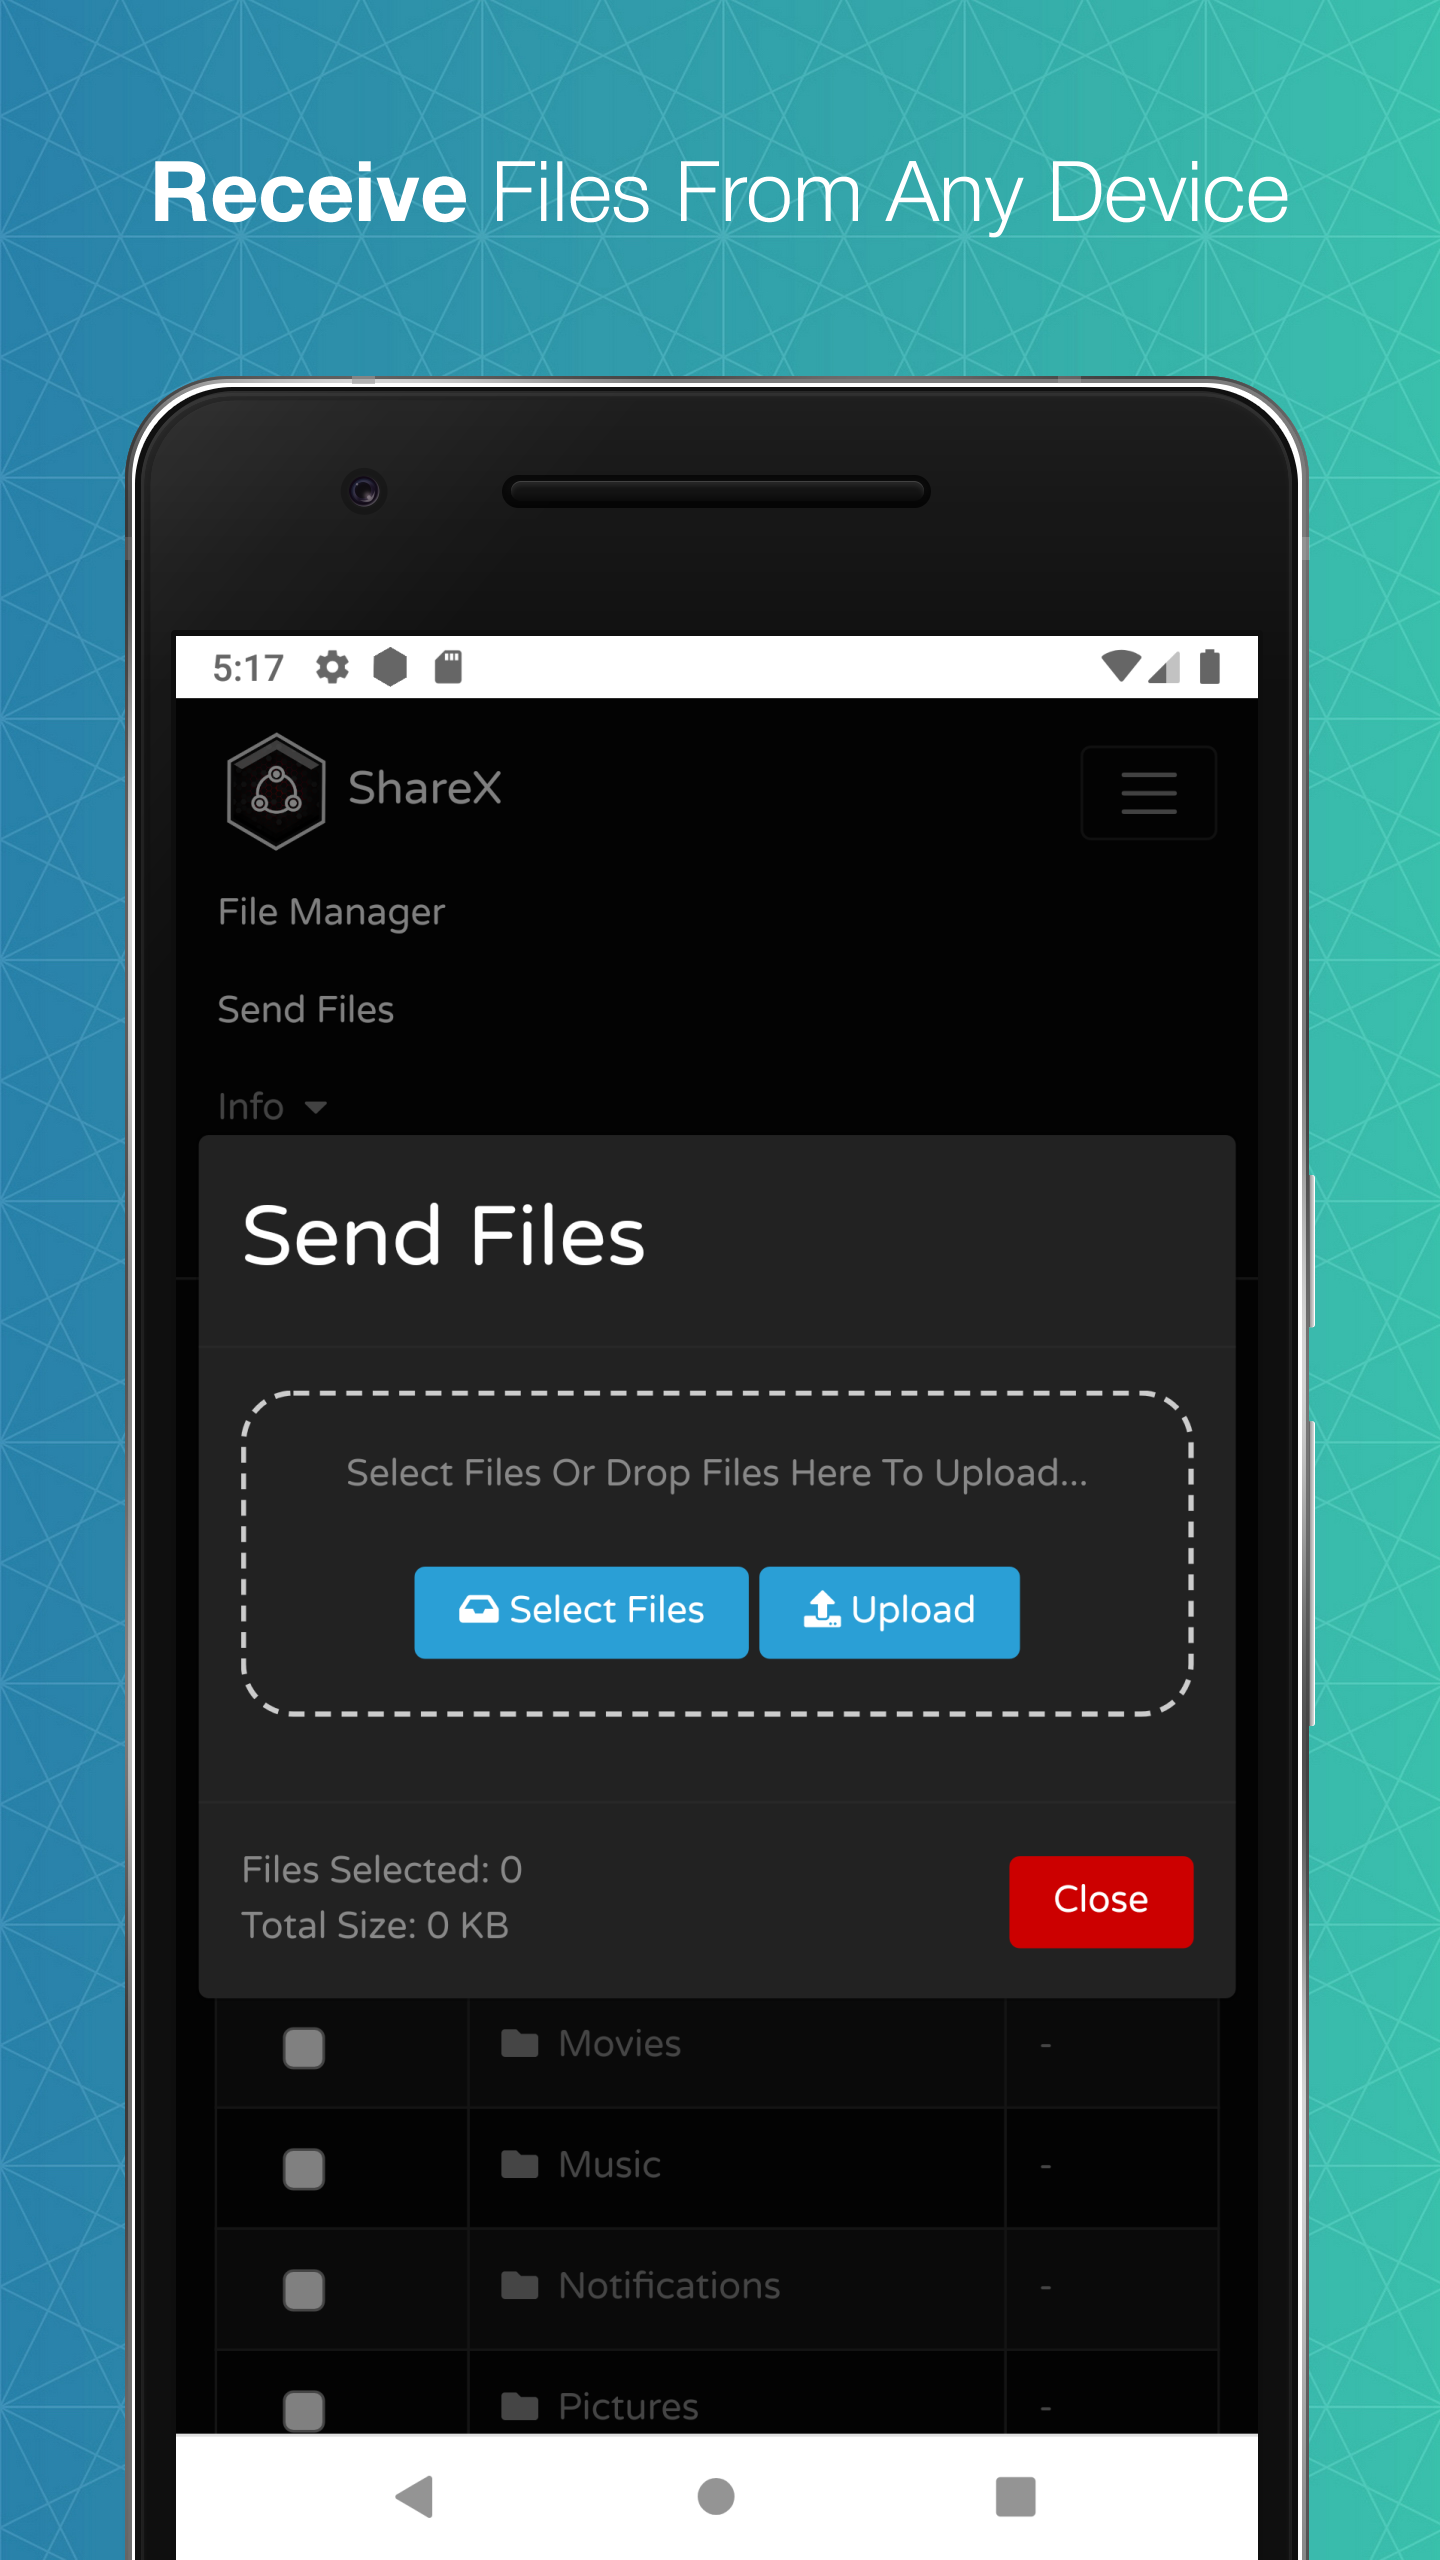 Receive Files From Any Device
5:17
ShareX
File Manager
Send Files
Info
Send Files
Select Files Or Drop Files Here To Upload...
Select Files
Upload
Files Selected: 0
Total Size: 0 KB
Close
Movies -
Music -
Notifications -
Pictures -